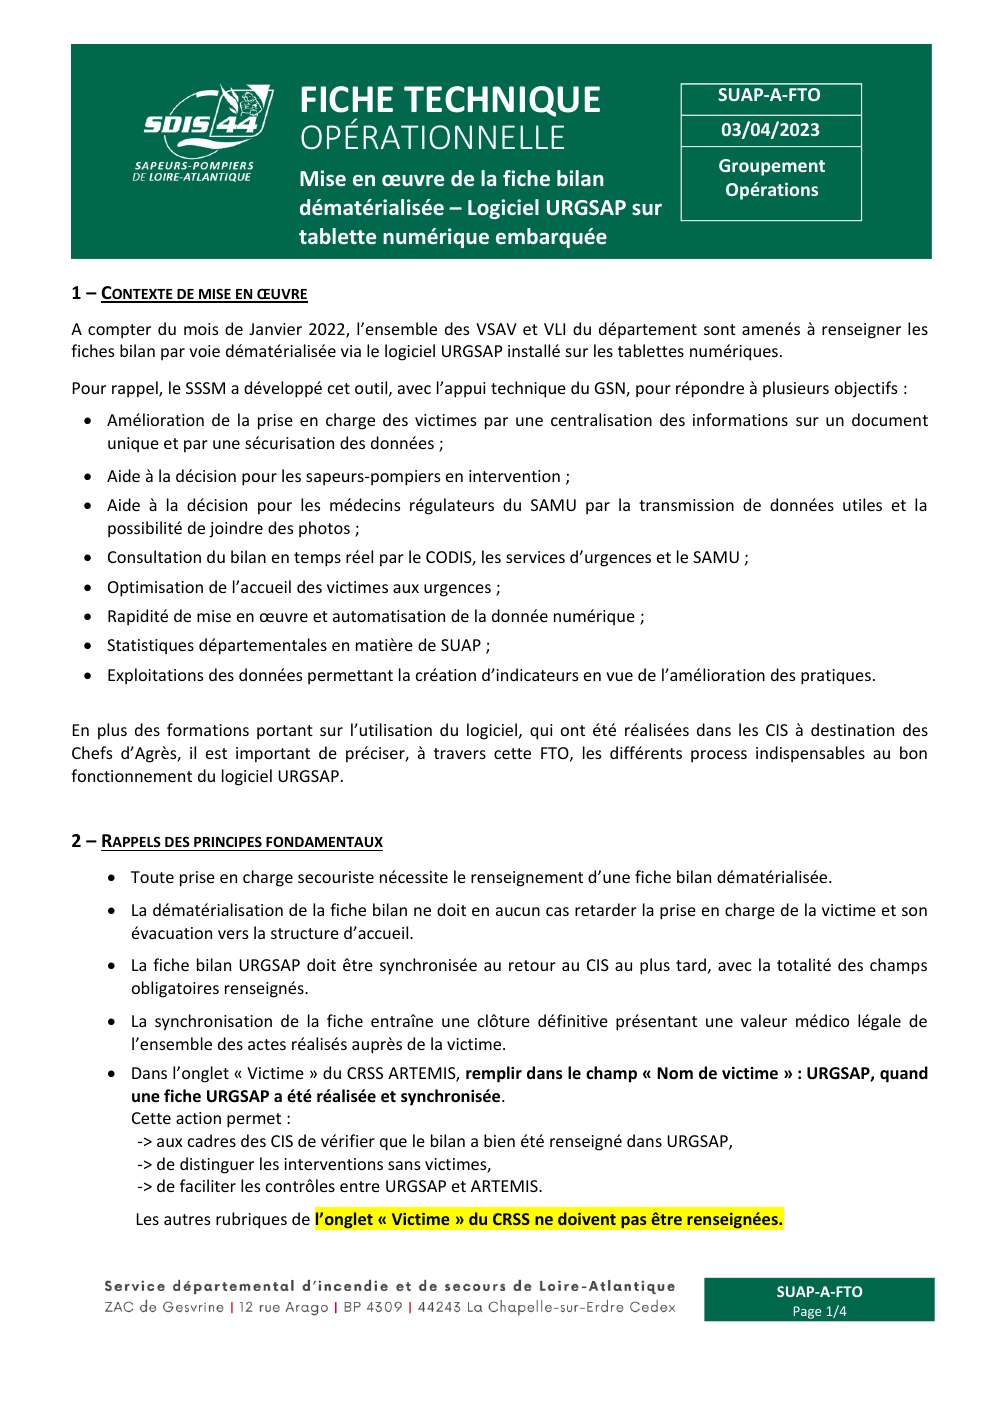 SDIS 44
SAPEURS-POMPIERS
DE LOIRE-ATLANTIQUE
FICHE TECHNIQUE
OPÉRATIONNELLE
Mise en œuvre de la fiche bilan
dématérialisée – Logiciel URGSAP sur
tablette numérique embarquée
SUAP-A-FTO
03/04/2023
Groupement
Opérations
1 – CONTEXTE DE MISE EN ŒUVRE
A compter du mois de Janvier 2022, l’ensemble des VSAV et VLI du département sont amenés à renseigner les
fiches bilan par voie dématérialisée via le logiciel URGSAP installé sur les tablettes numériques.
Pour rappel, le SSSM a développé cet outil, avec l’appui technique du GSN, pour répondre à plusieurs objectifs :
• Amélioration de la prise en charge des victimes par une centralisation des informations sur un document
unique et par une sécurisation des données ;
• Aide à la décision pour les sapeurs-pompiers en intervention ;
• Aide à la décision pour les médecins régulateurs du SAMU par la transmission de données utiles et la
possibilité de joindre des photos ;
• Consultation du bilan en temps réel par le CODIS, les services d’urgences et le SAMU ;
• Optimisation de l’accueil des victimes aux urgences ;
• Rapidité de mise en œuvre et automatisation de la donnée numérique ;
• Statistiques départementales en matière de SUAP ;
• Exploitations des données permettant la création d’indicateurs en vue de l’amélioration des pratiques.
En plus des formations portant sur l’utilisation du logiciel, qui ont été réalisées dans les CIS à destination des
Chefs d’Agrès, il est important de préciser, à travers cette FTO, les différents process indispensables au bon
fonctionnement du logiciel URGSAP.
2 – RAPPELS DES PRINCIPES FONDAMENTAUX
• Toute prise en charge secouriste nécessite le renseignement d’une fiche bilan dématérialisée.
• La dématérialisation de la fiche bilan ne doit en aucun cas retarder la prise en charge de la victime et son
évacuation vers la structure d’accueil.
• La fiche bilan URGSAP doit être synchronisée au retour au CIS au plus tard, avec la totalité des champs
obligatoires renseignés.
• La synchronisation de la fiche entraîne une clôture définitive présentant une valeur médico légale de
l’ensemble des actes réalisés auprès de la victime.
• Dans l’onglet « Victime » du CRSS ARTEMIS, remplir dans le champ « Nom de victime » : URGSAP, quand
une fiche URGSAP a été réalisée et synchronisée.
Cette action permet :
-> aux cadres des CIS de vérifier que le bilan a bien été renseigné dans URGSAP,
-> de distinguer les interventions sans victimes,
-> de faciliter les contrôles entre URGSAP et ARTEMIS.
Les autres rubriques de l’onglet « Victime » du CRSS ne doivent pas être renseignées.
Service départemental d’incendie et de secours de Loire-Atlantique
ZAC de Gesvrine | 12 rue Arago | BP 4309 | 44243 La Chapelle-sur-Erdre Cedex
SUAP-A-FTO
Page 1/4